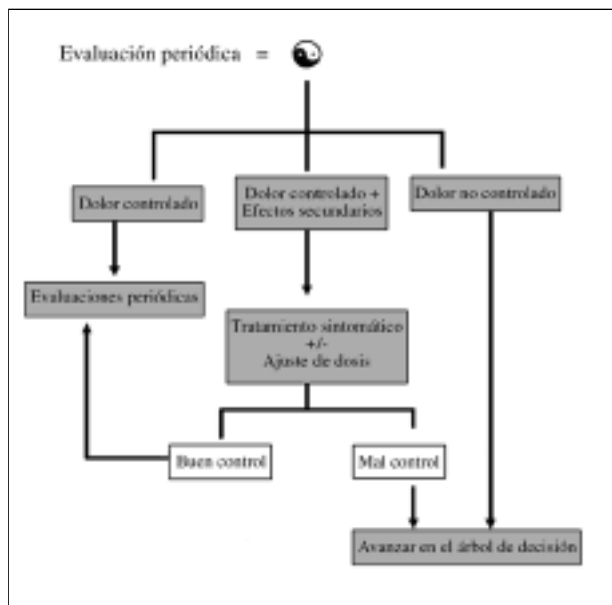 Evaluación periódica =
Dolor controlado
Dolor controlado +
Efectos secundarios
Dolor no controlado
Evaluaciones periódicas
Tratamiento sintomático
+/-
Ajuste de dosis
Buen control
Mal control
Avanzar en el árbol de decisión